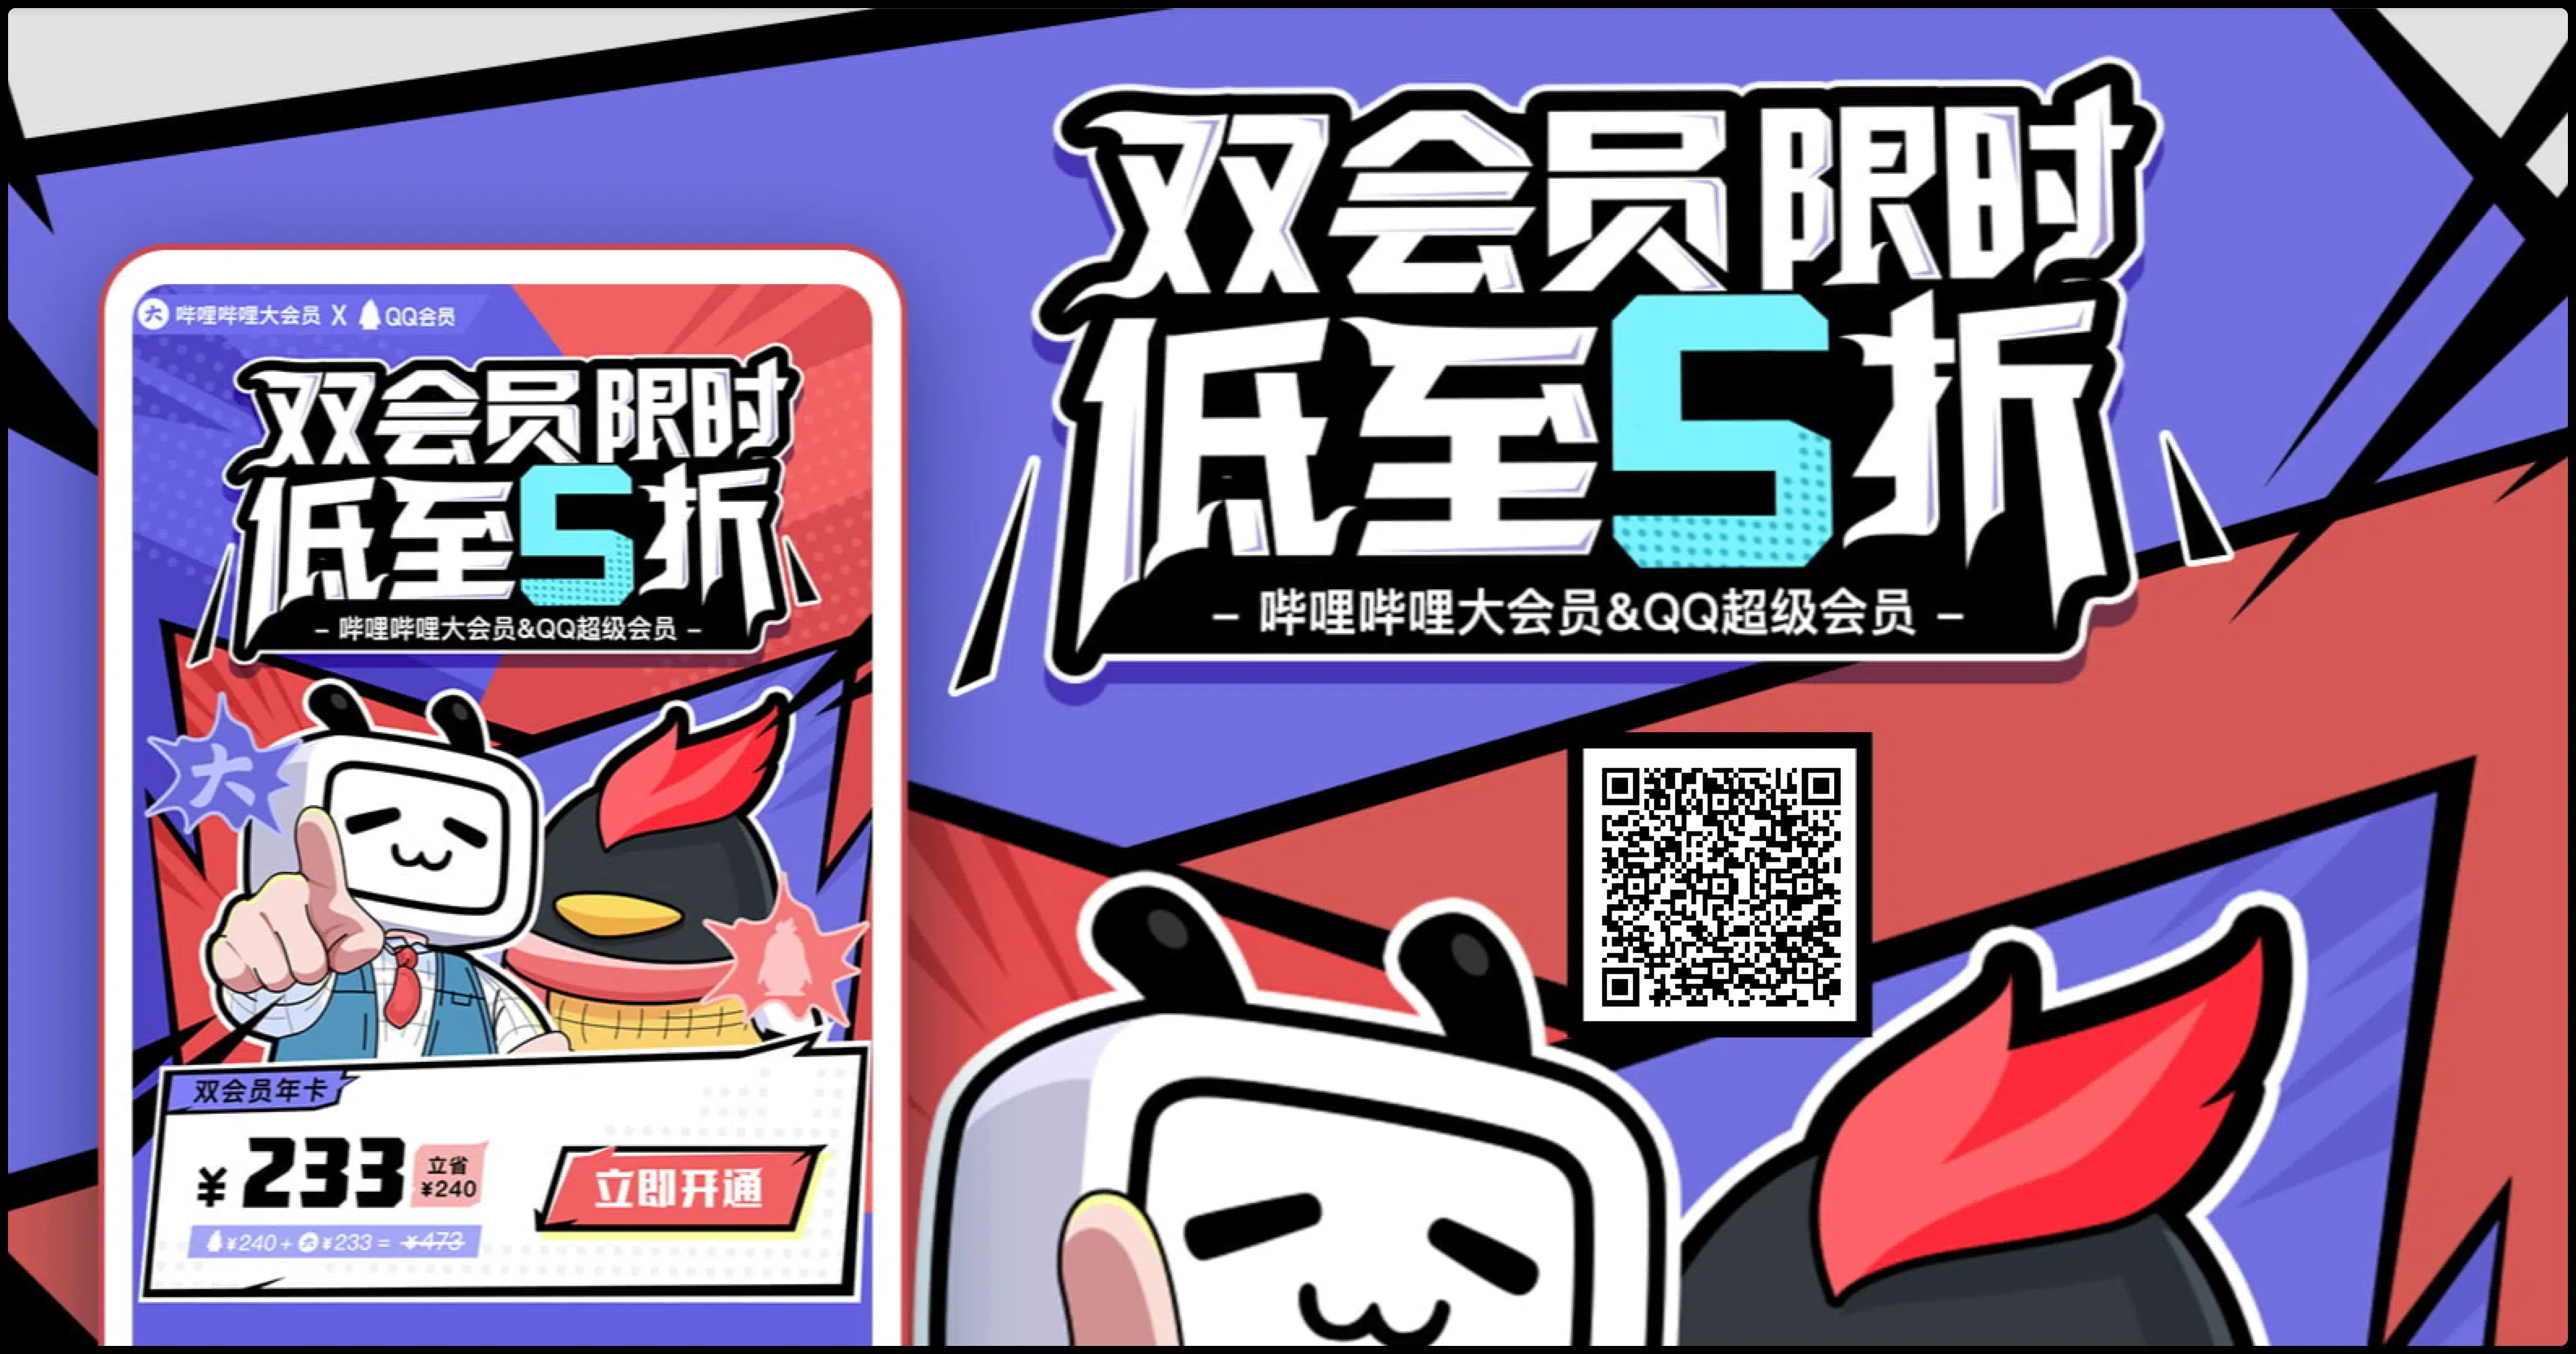 双会员限时
低至5折
– 哔哩哔哩大会员&QQ超级会员 –
大 哔哩哔哩大会员 X QQ会员
双会员限时
低至5折
– 哔哩哔哩大会员&QQ超级会员 –
大
双会员年卡
¥233
立省
¥240
立即开通
¥240 + 大 ¥233 = ¥473